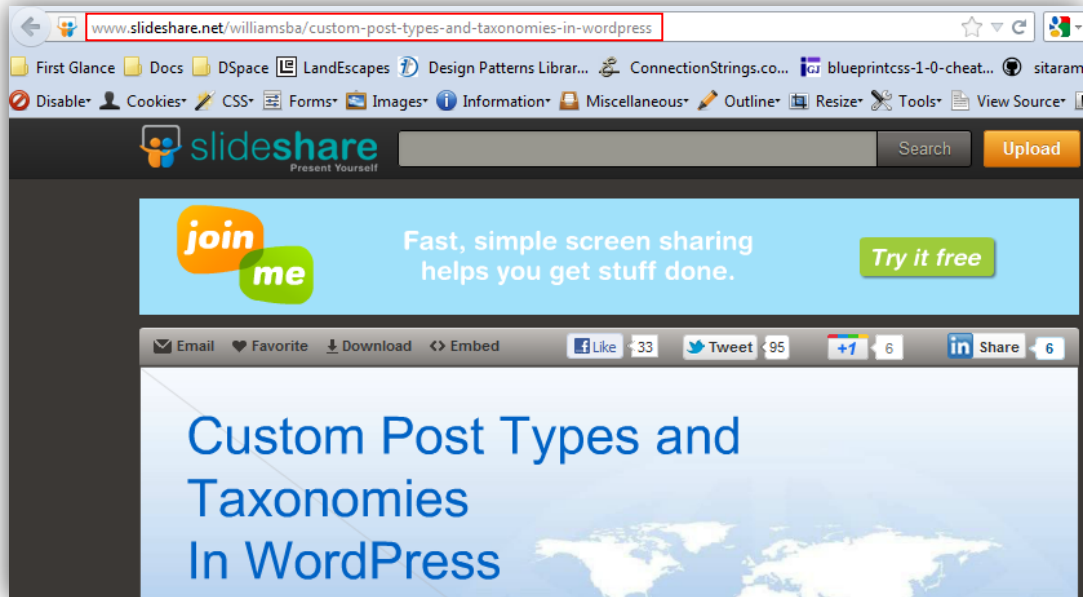 www.slideshare.net/williamsba/custom-post-types-and-taxonomies-in-wordpress
First Glance Docs DSpace LE LandEscapes Design Patterns Librar... ConnectionStrings.co... GJ blueprintcss-1-0-cheat... sitaram
Disable Cookies CSS Forms Images Information Miscellaneous Outline Resize Tools View Source
slideshare Search Upload
Present Yourself
join me
Fast, simple screen sharing
helps you get stuff done.
Try it free
Email Favorite Download Embed Like 33 Tweet 95 +1 6 in Share 6
Custom Post Types and
Taxonomies
In WordPress